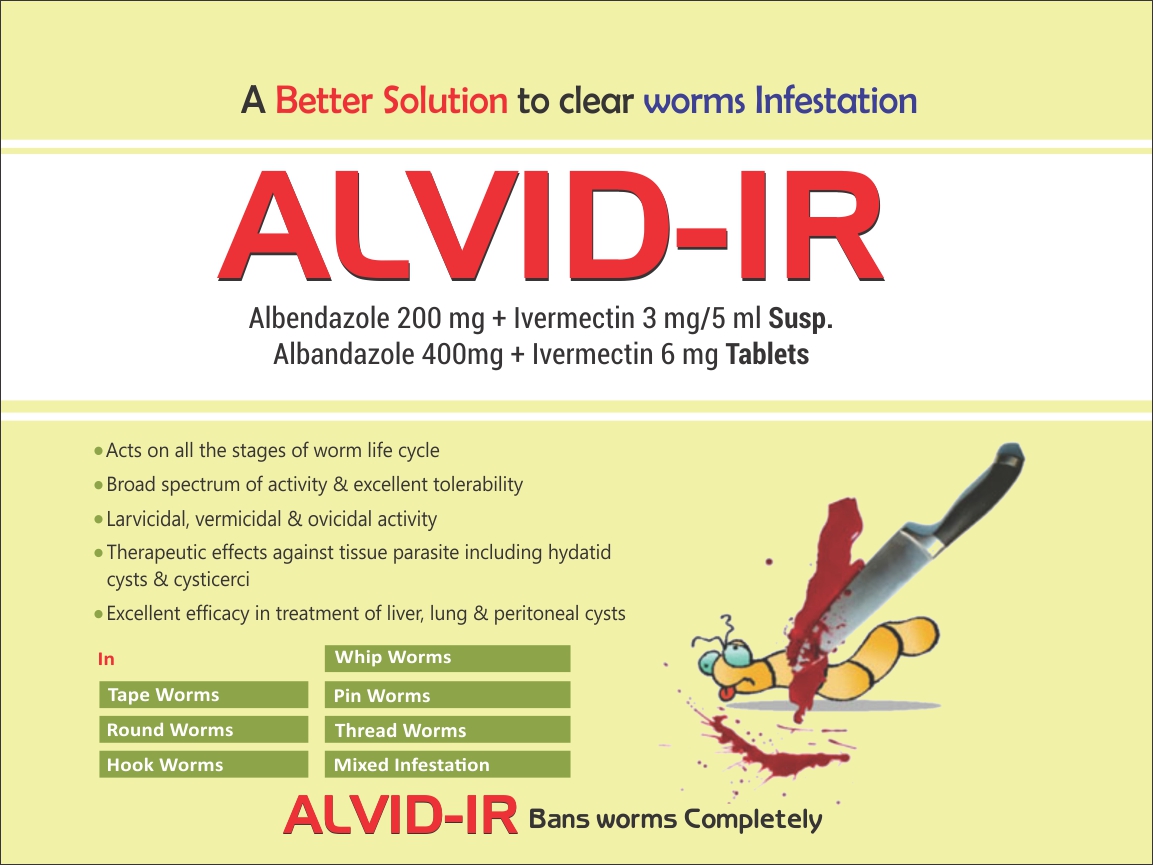 A Better Solution to clear worms Infestation
ALVID-IR
Albendazole 200 mg + Ivermectin 3 mg/5 ml Susp.
Albandazole 400mg + Ivermectin 6 mg Tablets
•Acts on all the stages of worm life cycle
•Broad spectrum of activity & excellent tolerability
•Larvicidal, vermicidal & ovicidal activity
•Therapeutic effects against tissue parasite including hydatid
cysts & cysticerci
•Excellent efficacy in treatment of liver, lung & peritoneal cysts
In
Tape Worms
Round Worms
Hook Worms
Whip Worms
Pin Worms
Thread Worms
Mixed Infestation
ALVID-IR Bans worms Completely